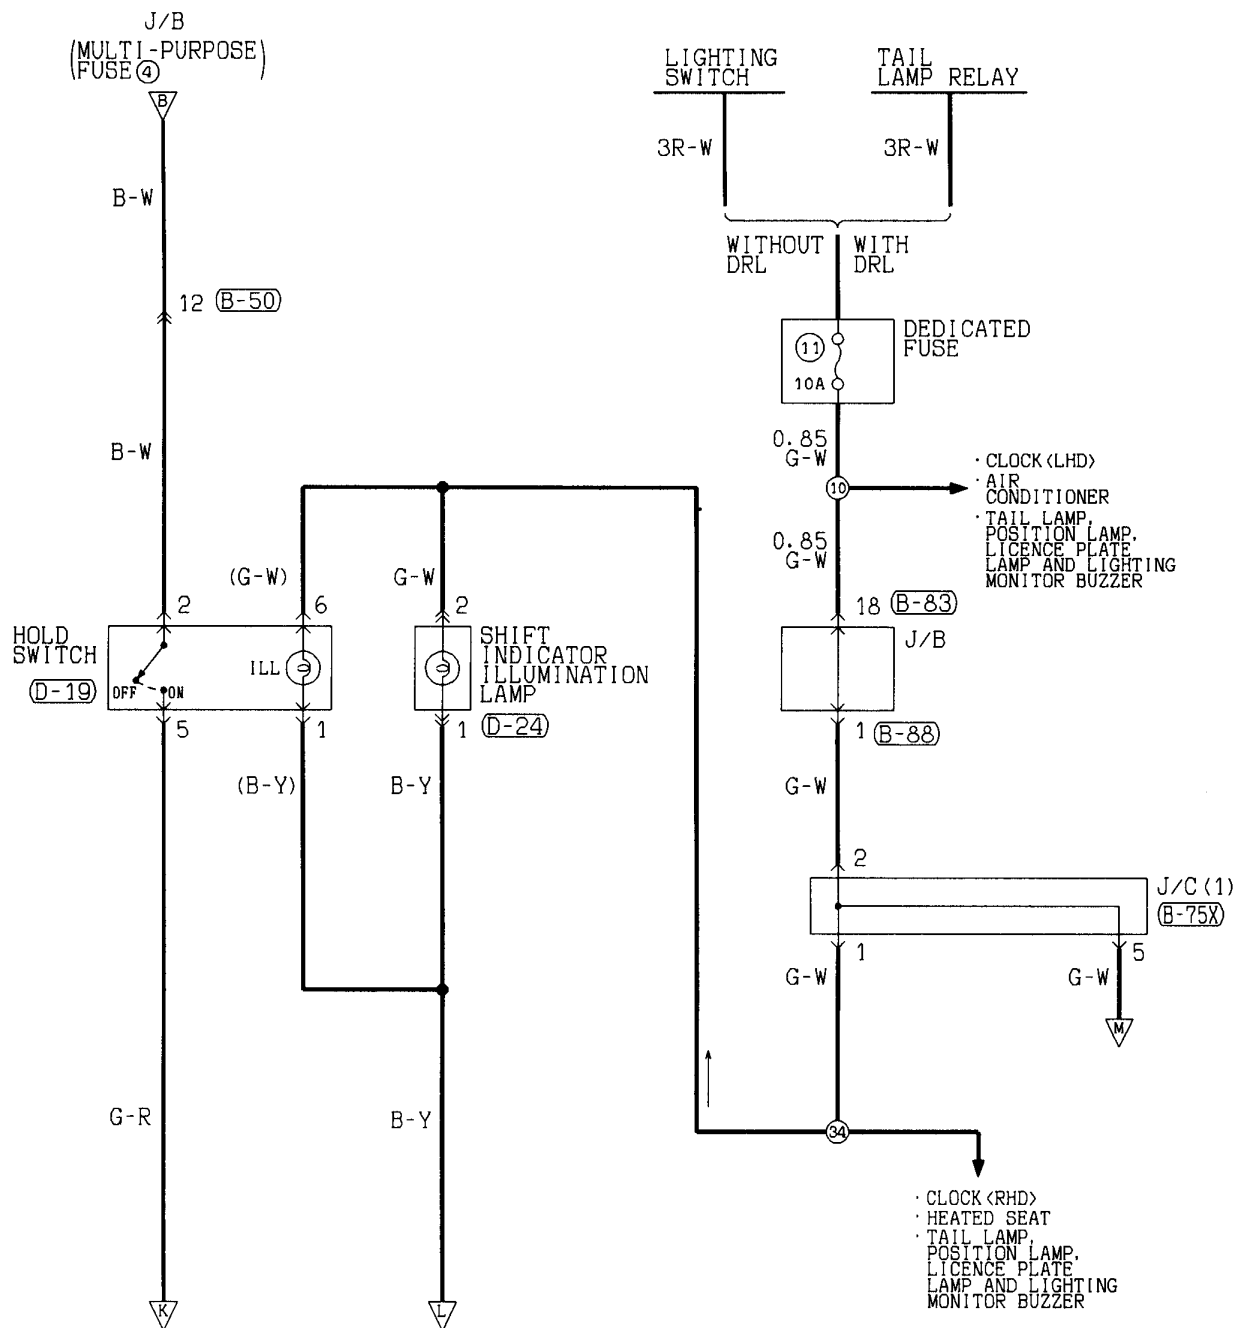 J/B
(MULTI-PURPOSE)
(FUSE④)
B
B-W
12 (B-50)
B-W
(G-W)
G-W
2
6
2
HOLD
SWITCH
(D-19)
OFF
ON
ILL
SHIFT
INDICATOR
ILLUMINATION
LAMP
5
1
1
(D-24)
(B-Y)
B-Y
G-R
B-Y
K
L
LIGHTING
SWITCH
TAIL
LAMP RELAY
3R-W
3R-W
WITHOUT
DRL
WITH
DRL
DEDICATED
FUSE
11
10A
0.85
G-W
10
· CLOCK<LHD>
· AIR
CONDITIONER
· TAIL LAMP,
POSITION LAMP,
LICENCE PLATE
LAMP AND LIGHTING
MONITOR BUZZER
0.85
G-W
18 (B-83)
J/B
1 (B-88)
G-W
2
J/C(1)
(B-75X)
1
5
G-W
G-W
M
34
· CLOCK<RHD>
· HEATED SEAT
· TAIL LAMP,
POSITION LAMP,
LICENCE PLATE
LAMP AND LIGHTING
MONITOR BUZZER